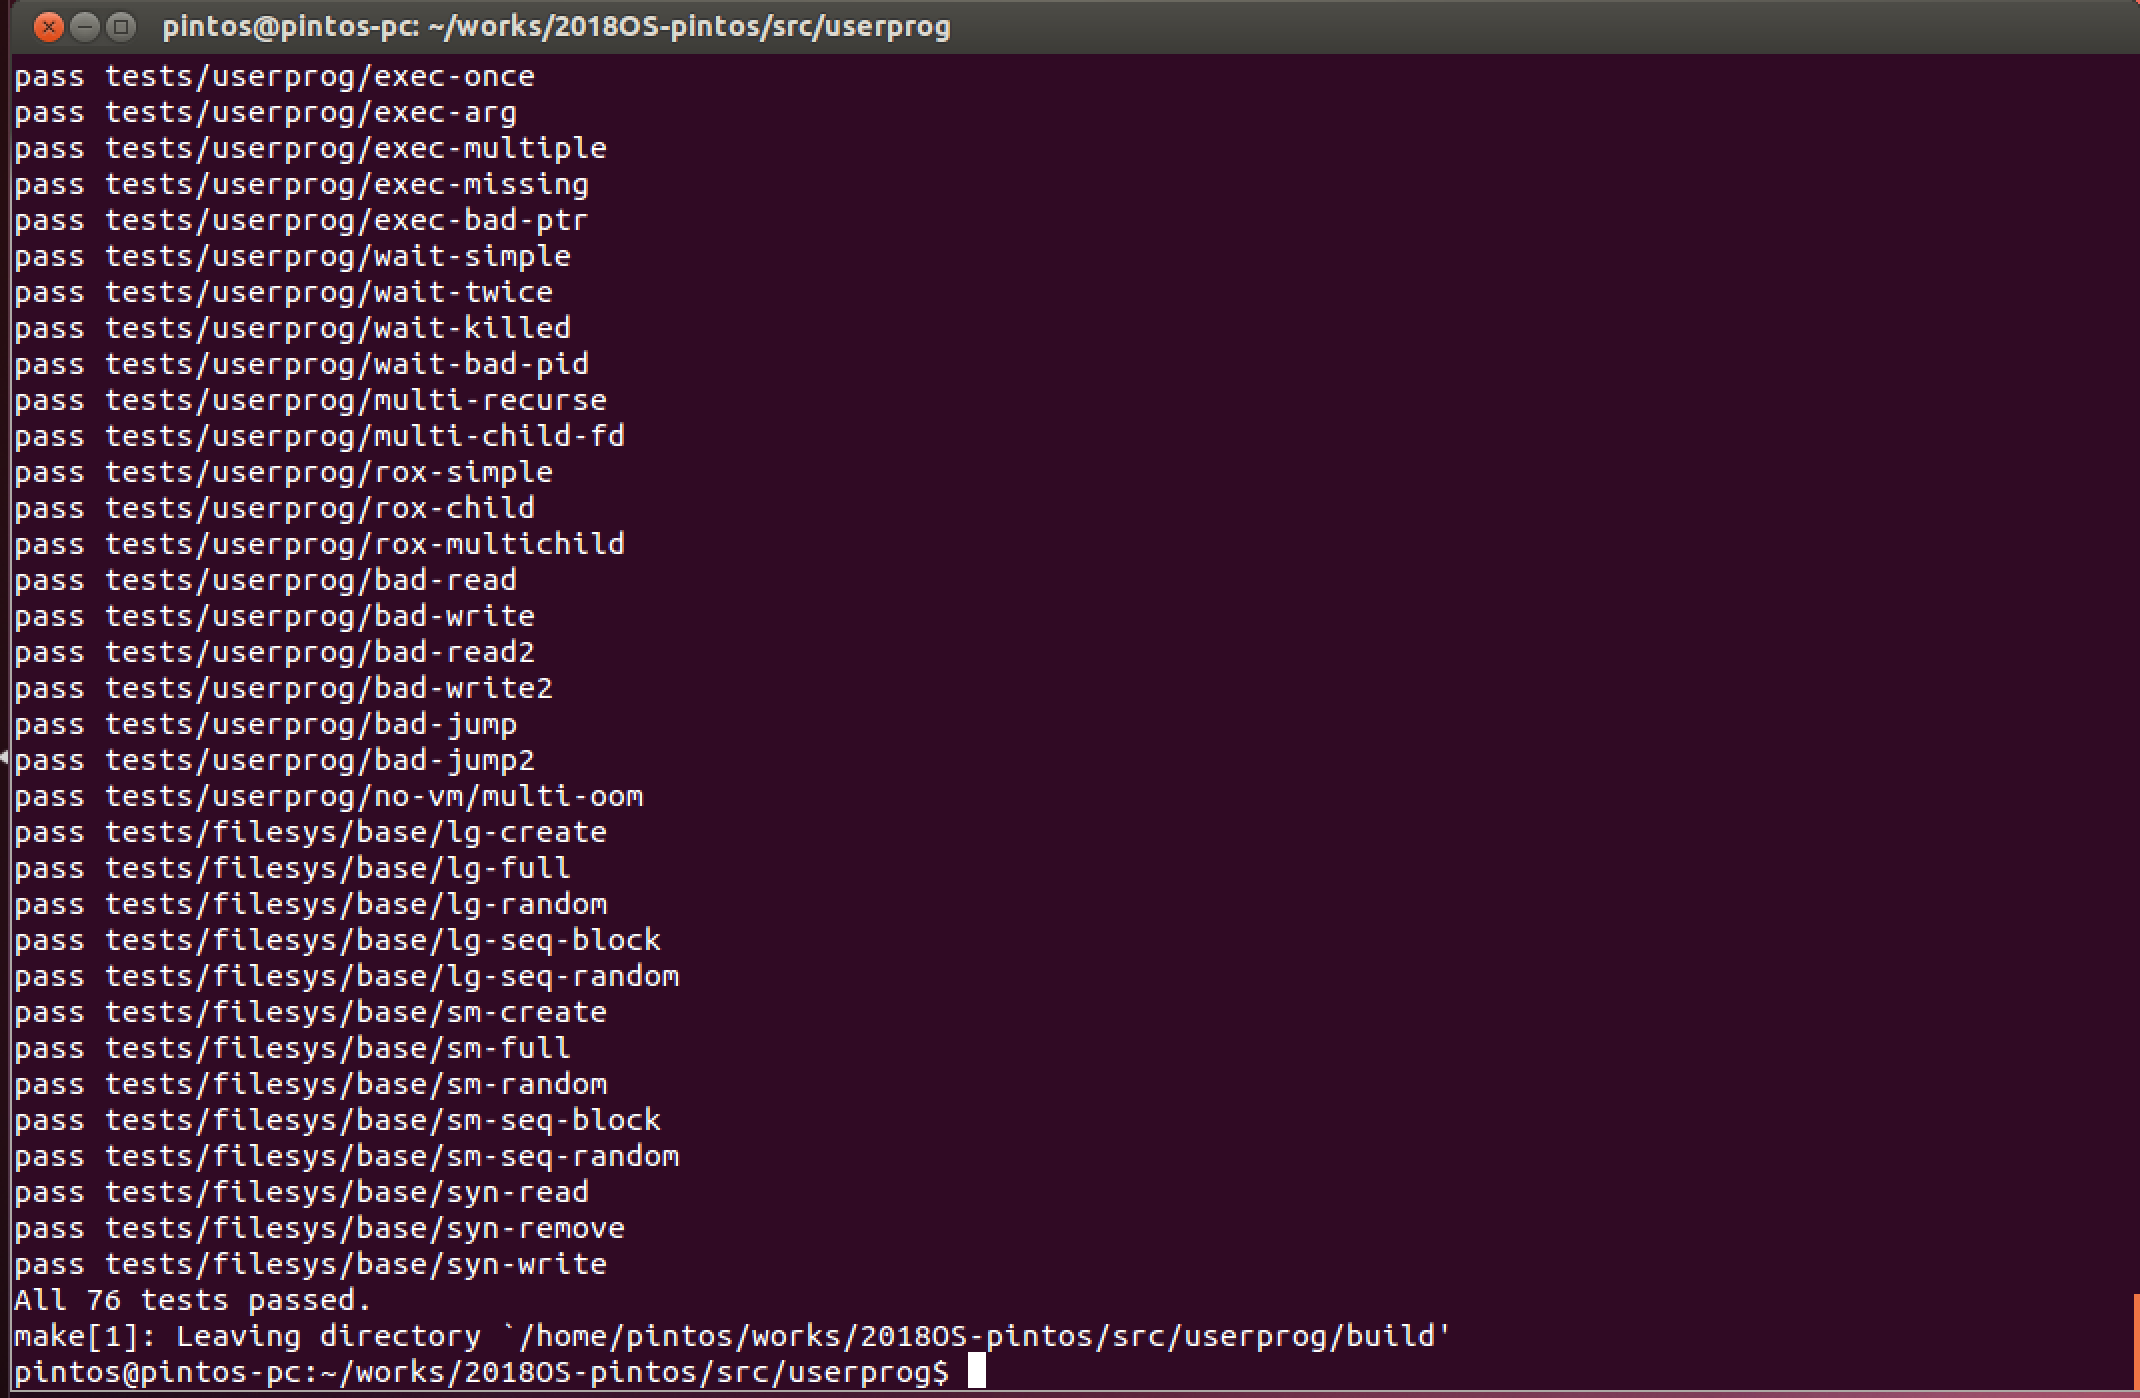 pintos@pintos-pc: ~/works/2018OS-pintos/src/userprog
pass tests/userprog/exec-once
pass tests/userprog/exec-arg
pass tests/userprog/exec-multiple
pass tests/userprog/exec-missing
pass tests/userprog/exec-bad-ptr
pass tests/userprog/wait-simple
pass tests/userprog/wait-twice
pass tests/userprog/wait-killed
pass tests/userprog/wait-bad-pid
pass tests/userprog/multi-recurse
pass tests/userprog/multi-child-fd
pass tests/userprog/rox-simple
pass tests/userprog/rox-child
pass tests/userprog/rox-multichild
pass tests/userprog/bad-read
pass tests/userprog/bad-write
pass tests/userprog/bad-read2
pass tests/userprog/bad-write2
pass tests/userprog/bad-jump
pass tests/userprog/bad-jump2
pass tests/userprog/no-vm/multi-oom
pass tests/filesys/base/lg-create
pass tests/filesys/base/lg-full
pass tests/filesys/base/lg-random
pass tests/filesys/base/lg-seq-block
pass tests/filesys/base/lg-seq-random
pass tests/filesys/base/sm-create
pass tests/filesys/base/sm-full
pass tests/filesys/base/sm-random
pass tests/filesys/base/sm-seq-block
pass tests/filesys/base/sm-seq-random
pass tests/filesys/base/syn-read
pass tests/filesys/base/syn-remove
pass tests/filesys/base/syn-write
All 76 tests passed.
make[1]: Leaving directory `/home/pintos/works/2018OS-pintos/src/userprog/build'
pintos@pintos-pc:~/works/2018OS-pintos/src/userprog$